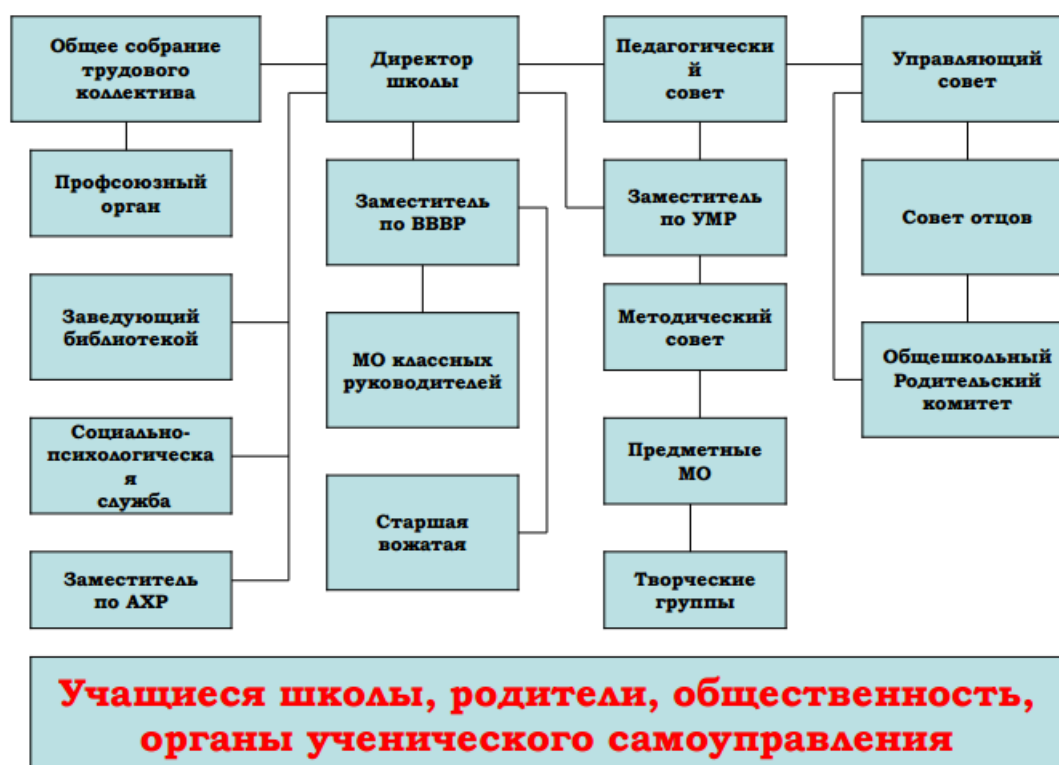 Общее собрание
трудового
коллектива
Директор
школы
Педагогически
й
совет
Управляющий
совет
Профсоюзный
орган
Заместитель
по ВВВР
Заместитель
по УМР
Совет отцов
Заведующий
библиотекой
МО классных
руководителей
Методический
совет
Общешкольный
Родительский
комитет
Социально-
психологическа
я
служба
Старшая
вожатая
Предметные
МО
Заместитель
по АХР
Творческие
группы
Учащиеся школы, родители, общественность,
органы ученического самоуправления